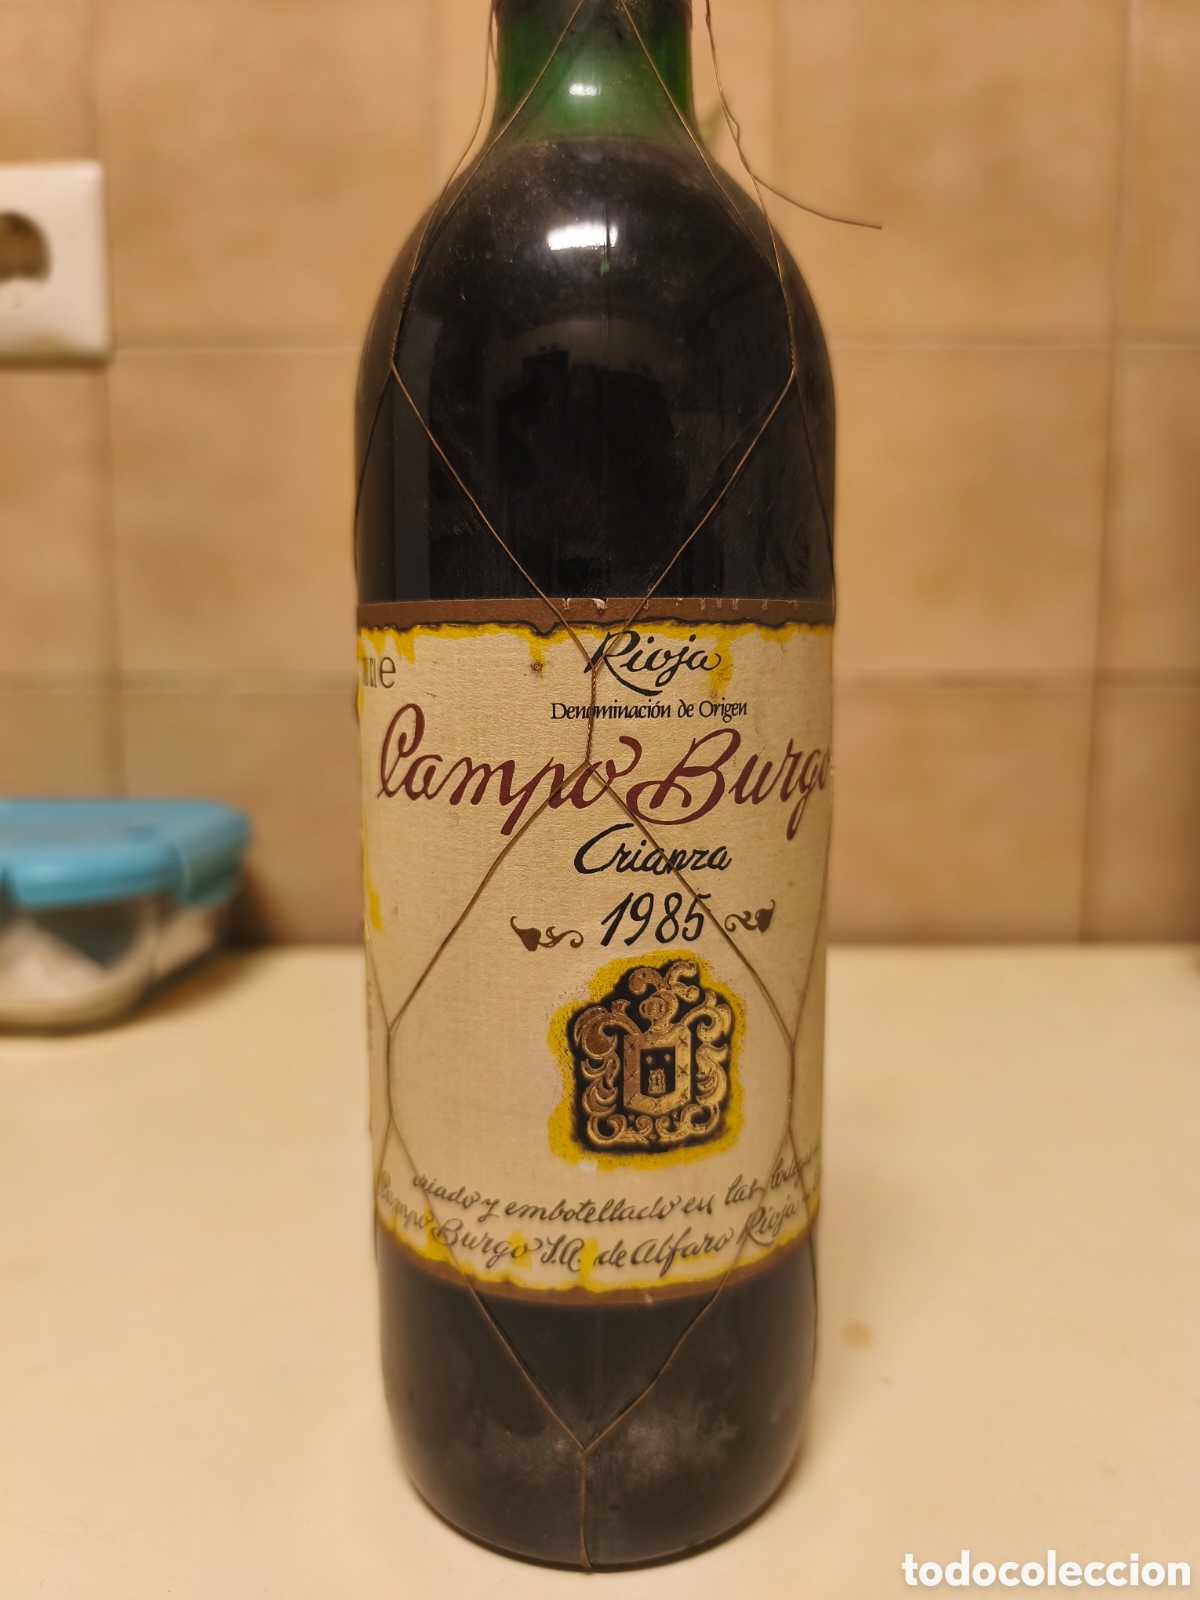 e
Rioja
Denominación de Origen
Campo Burgo
Crianza
1985
criado y embotellado en las
Campo Burgo S.A. de Alfaro Rioja
todocoleccion